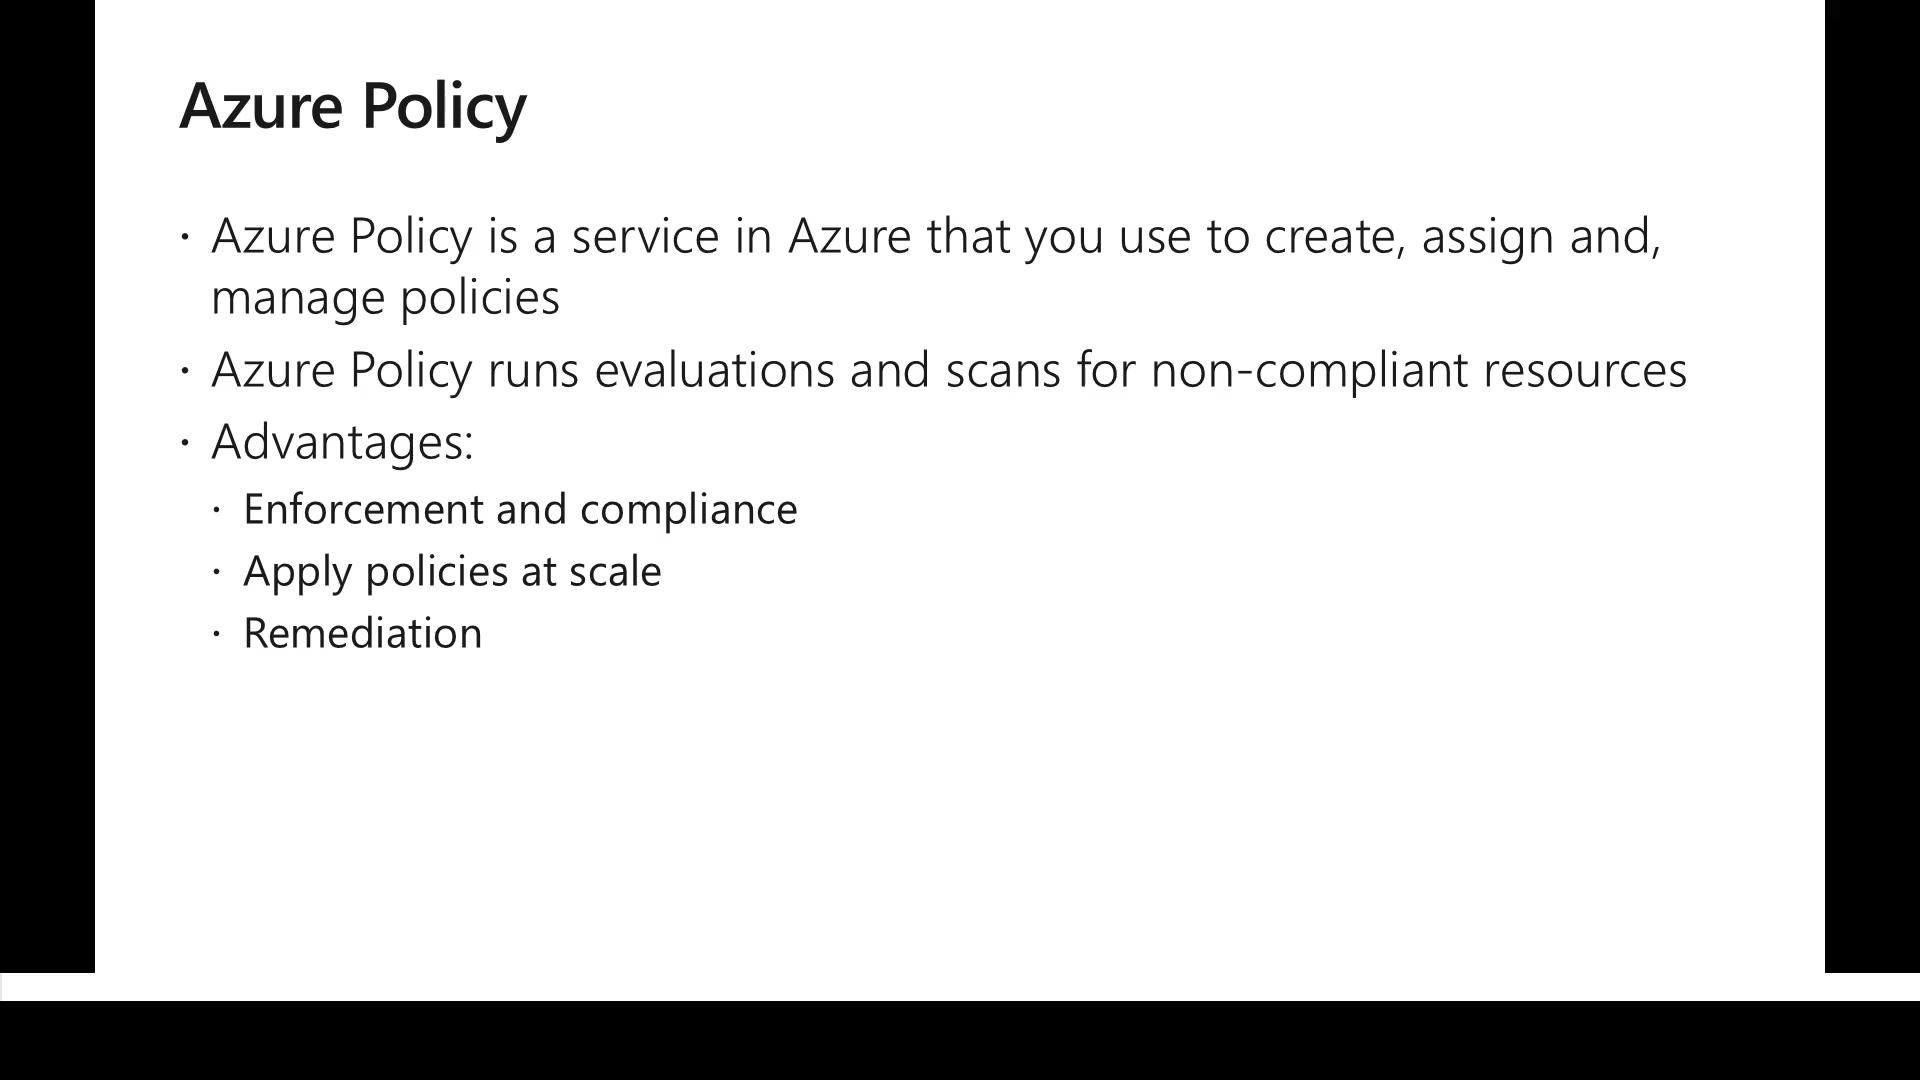 Azure Policy
· Azure Policy is a service in Azure that you use to create, assign and,
manage policies
· Azure Policy runs evaluations and scans for non-compliant resources
· Advantages:
· Enforcement and compliance
· Apply policies at scale
· Remediation